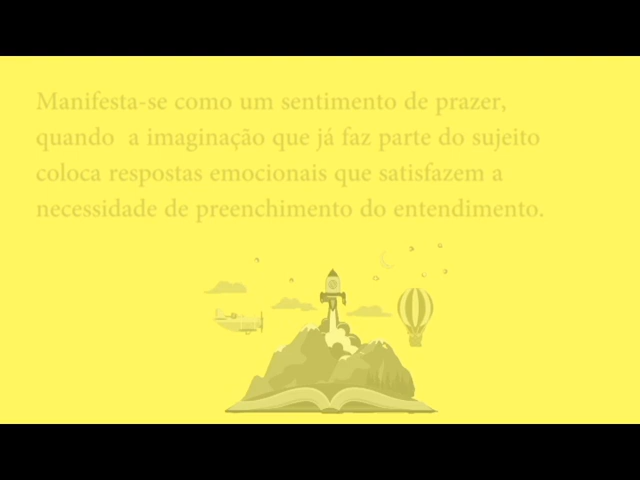 Manifesta-se como um sentimento de prazer,
quando  a imaginação que já faz parte do sujeito
coloca respostas emocionais que satisfazem a
necessidade de preenchimento do entendimento.